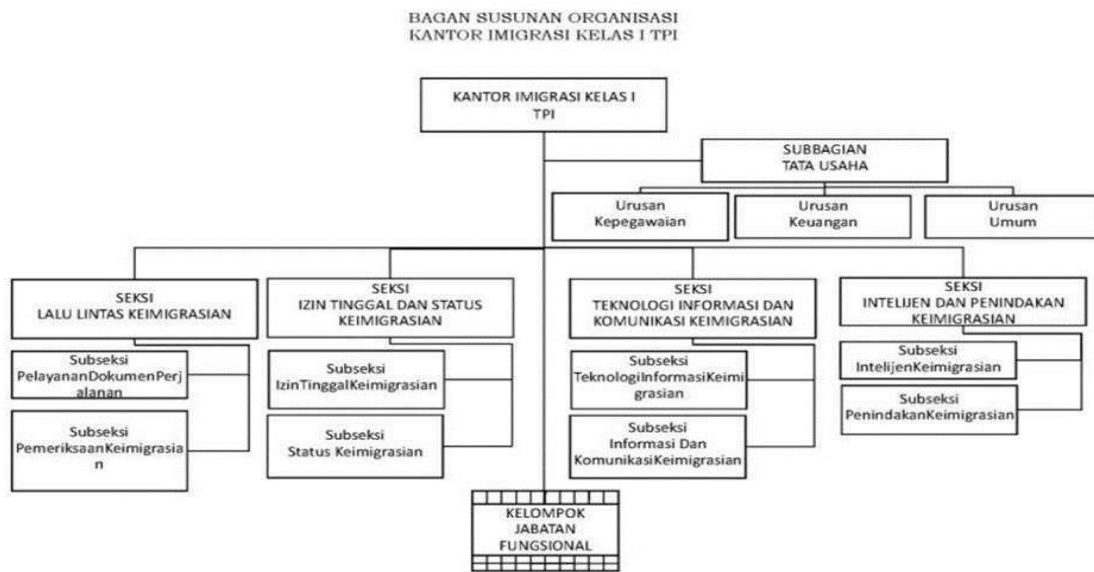 BAGAN SUSUNAN ORGANISASI
KANTOR IMIGRASI KELAS I TPI
KANTOR IMIGRASI KELAS I
TPI
SUBBAGIAN
TATA USAHA
Urusan
Kepegawaian
Urusan
Keuangan
Urusan
Umum
SEKSI
LALU LINTAS KEIMIGRASIAN
SEKSI
IZIN TINGGAL DAN STATUS
KEIMIGRASIAN
SEKSI
TEKNOLOGI INFORMASI DAN
KOMUNIKASI KEIMIGRASIAN
SEKSI
INTELIJEN DAN PENINDAKAN
KEIMIGRASIAN
Subseksi
PelayananDokumenPerj
alanan
Subseksi
IzinTinggalKeimigrasian
Subseksi
TeknologiInformasiKeimi
grasian
Subseksi
IntelijenKeimigrasian
Subseksi
PemeriksaanKeimigrasia
n
Subseksi
Status Keimigrasian
Subseksi
Informasi Dan
KomunikasiKeimigrasian
Subseksi
PenindakanKeimigrasian
KELOMPOK
JABATAN
FUNGSIONAL